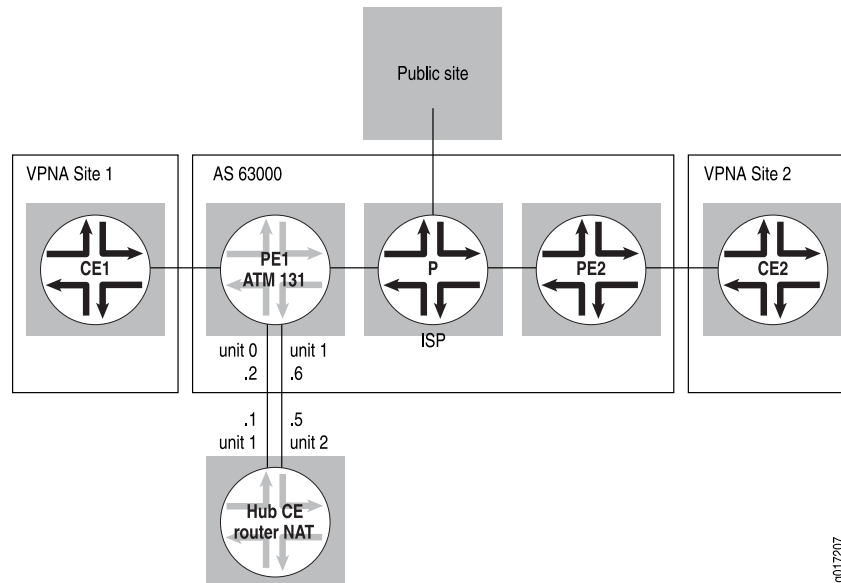 Public site
VPNA Site 1
AS 63000
VPNA Site 2
CE1
PE1
ATM 131
P
PE2
CE2
ISP
unit 0 unit 1
.2 .6
.1 .5
unit 1 unit 2
Hub CE
router NAT
g017207